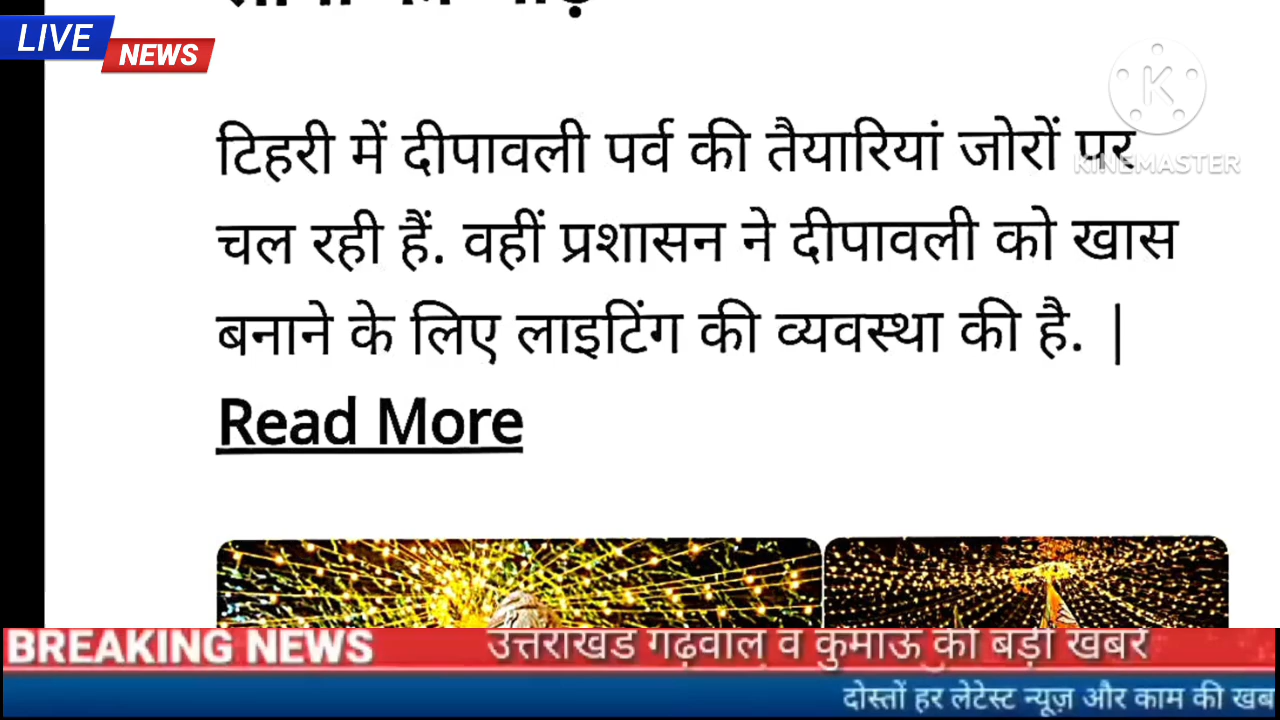 LIVE
NEWS
KINEMASTER
टिहरी में दीपावली पर्व की तैयारियां जोरों पर
चल रही हैं. वहीं प्रशासन ने दीपावली को खास
बनाने के लिए लाइटिंग की व्यवस्था की है. |
Read More
BREAKING NEWS
उत्तराखंड गढ़वाल व कुमाऊं की बड़ी खबर
दोस्तों हर लेटेस्ट न्यूज़ और काम की खब